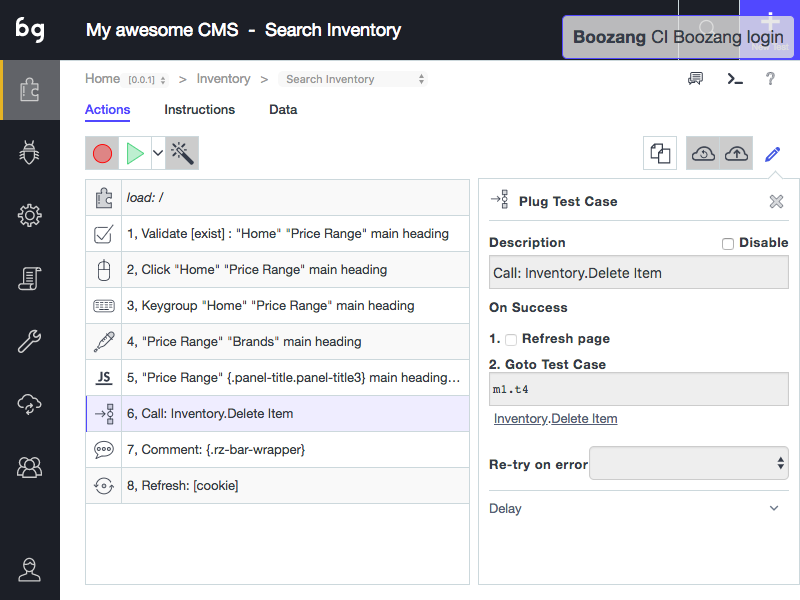 bg
My awesome CMS - Search Inventory
Boozang CI Boozang login
Home [0.0.1] > Inventory > Search Inventory
?
Actions Instructions Data
load: /
1, Validate [exist] : "Home" "Price Range" main heading
2, Click "Home" "Price Range" main heading
3, Keygroup "Home" "Price Range" main heading
4, "Price Range" "Brands" main heading
JS 5, "Price Range" {.panel-title.panel-title3} main heading...
6, Call: Inventory.Delete Item
7, Comment: {.rz-bar-wrapper}
8, Refresh: [cookie]
Plug Test Case
Description Disable
Call: Inventory.Delete Item
On Success
1. Refresh page
2. Goto Test Case
m1.t4
Inventory.Delete Item
Re-try on error
Delay